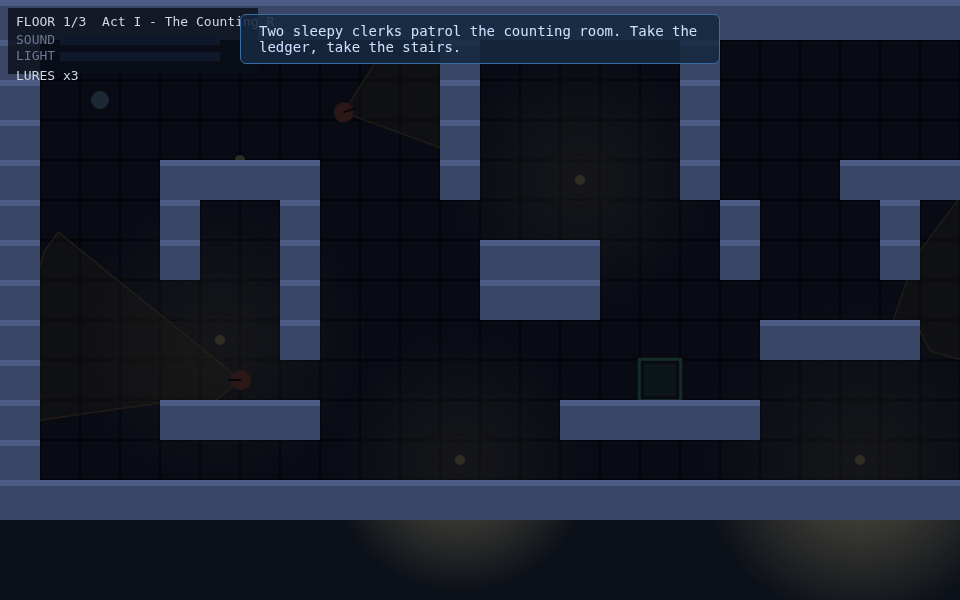 FLOOR 1/3  Act I - The Counting R
SOUND
LIGHT
LURES x3
Two sleepy clerks patrol the counting room. Take the
ledger, take the stairs.